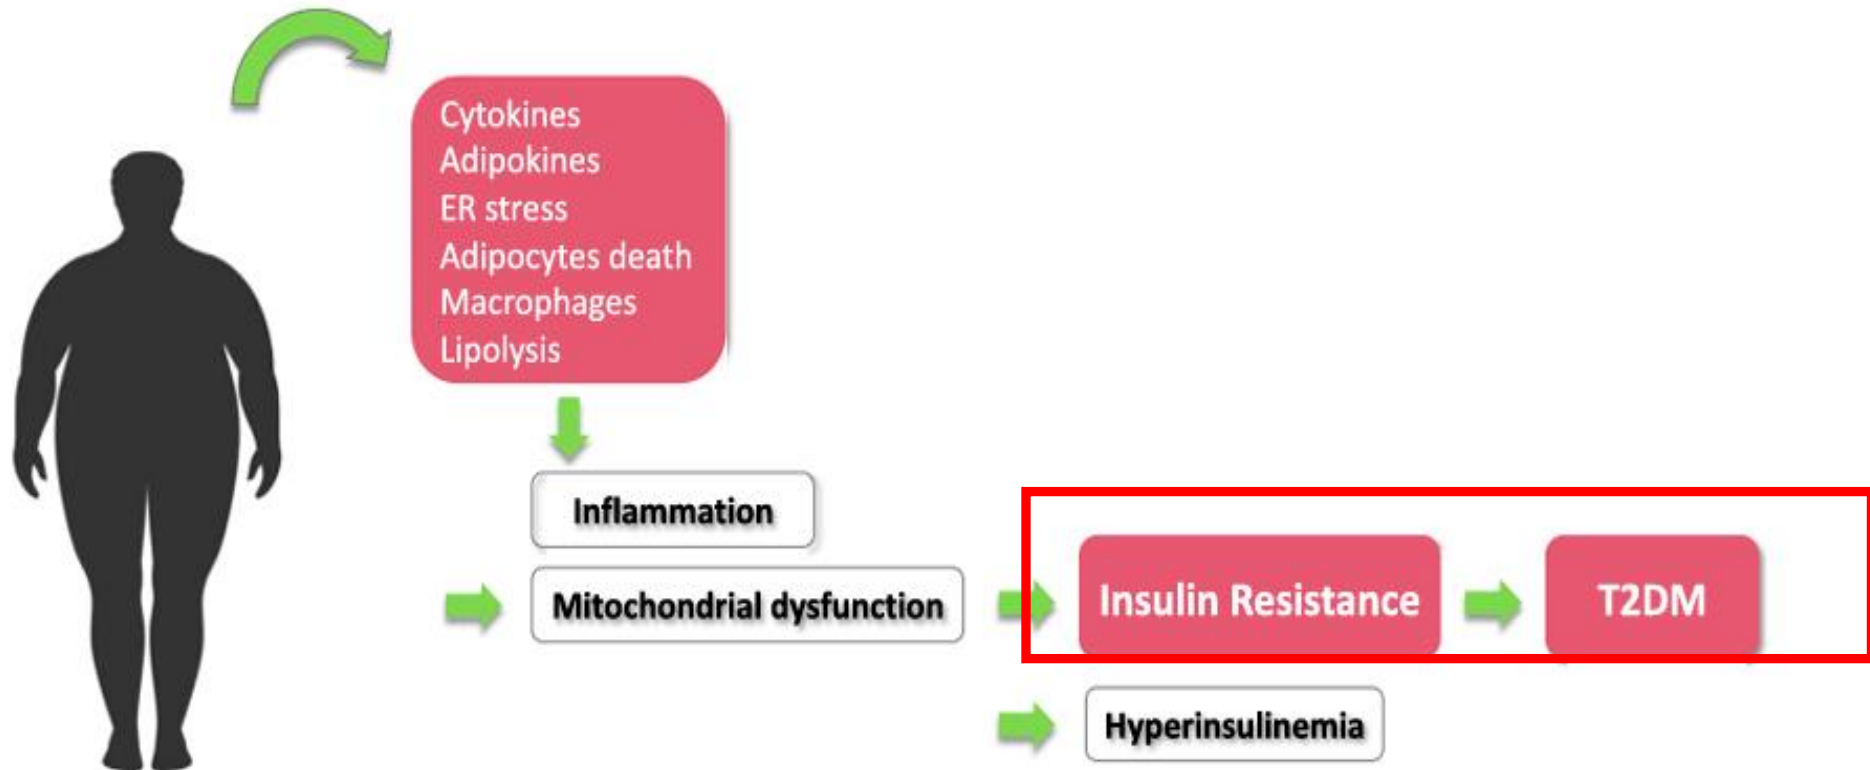 Cytokines
Adipokines
ER stress
Adipocytes death
Macrophages
Lipolysis
Inflammation
Mitochondrial dysfunction
Insulin Resistance
T2DM
Hyperinsulinemia